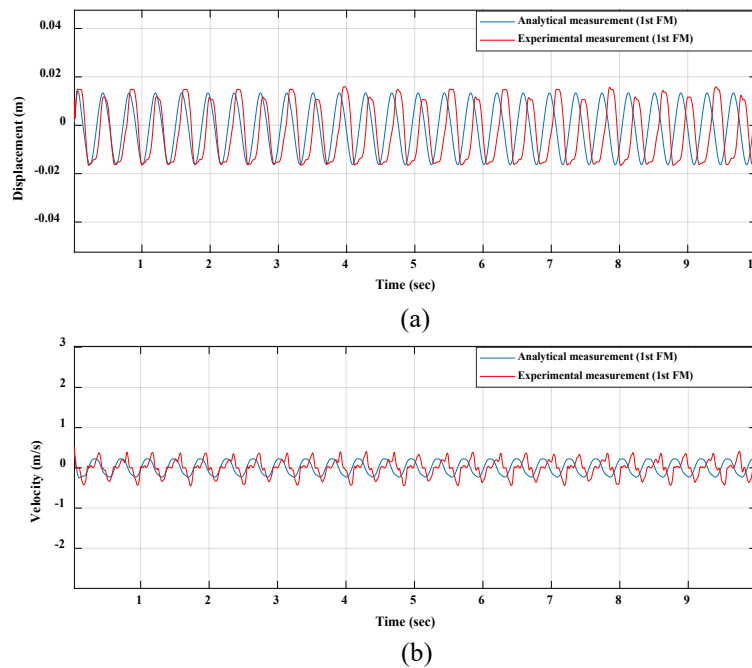 0.04
0.02
0
-0.02
-0.04
Displacement (m)
Analytical measurement (1st FM)
Experimental measurement (1st FM)
1 2 3 4 5 6 7 8 9 1
Time (sec)
(a)
3
2
1
0
-1
-2
Velocity (m/s)
Analytical measurement (1st FM)
Experimental measurement (1st FM)
1 2 3 4 5 6 7 8 9
Time (sec)
(b)